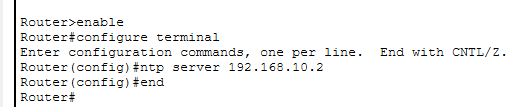 Router>enable
Router#configure terminal
Enter configuration commands, one per line.  End with CNTL/Z.
Router(config)#ntp server 192.168.10.2
Router(config)#end
Router#